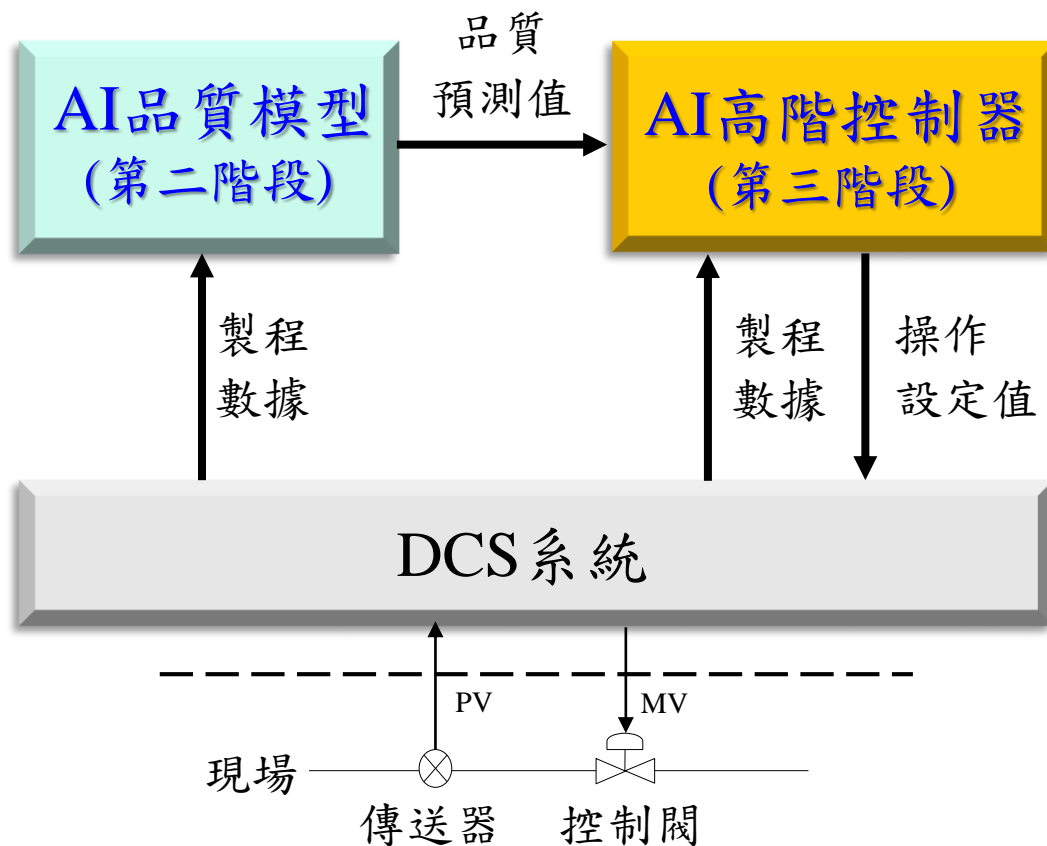 品質
預測值
AI品質模型
(第二階段)
AI高階控制器
(第三階段)
製程
數據
製程
數據
操作
設定值
DCS系統
PV
MV
現場
傳送器
控制閥